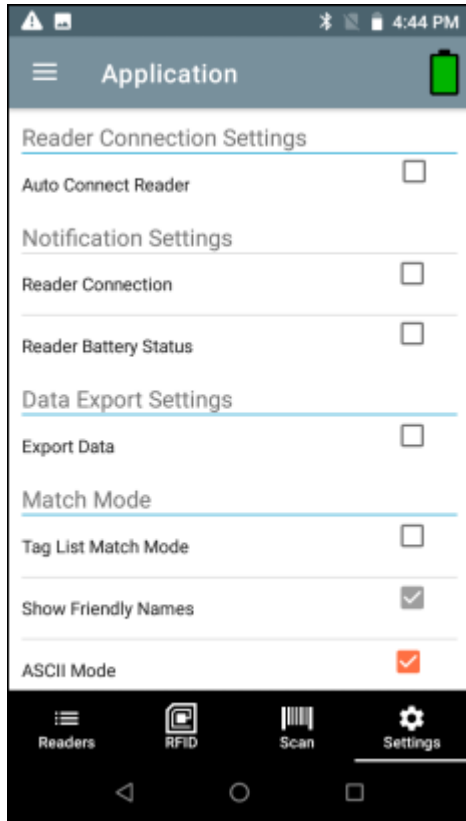 4:44 PM
Application
Reader Connection Settings
Auto Connect Reader
Notification Settings
Reader Connection
Reader Battery Status
Data Export Settings
Export Data
Match Mode
Tag List Match Mode
Show Friendly Names
ASCII Mode
Readers RFID Scan Settings